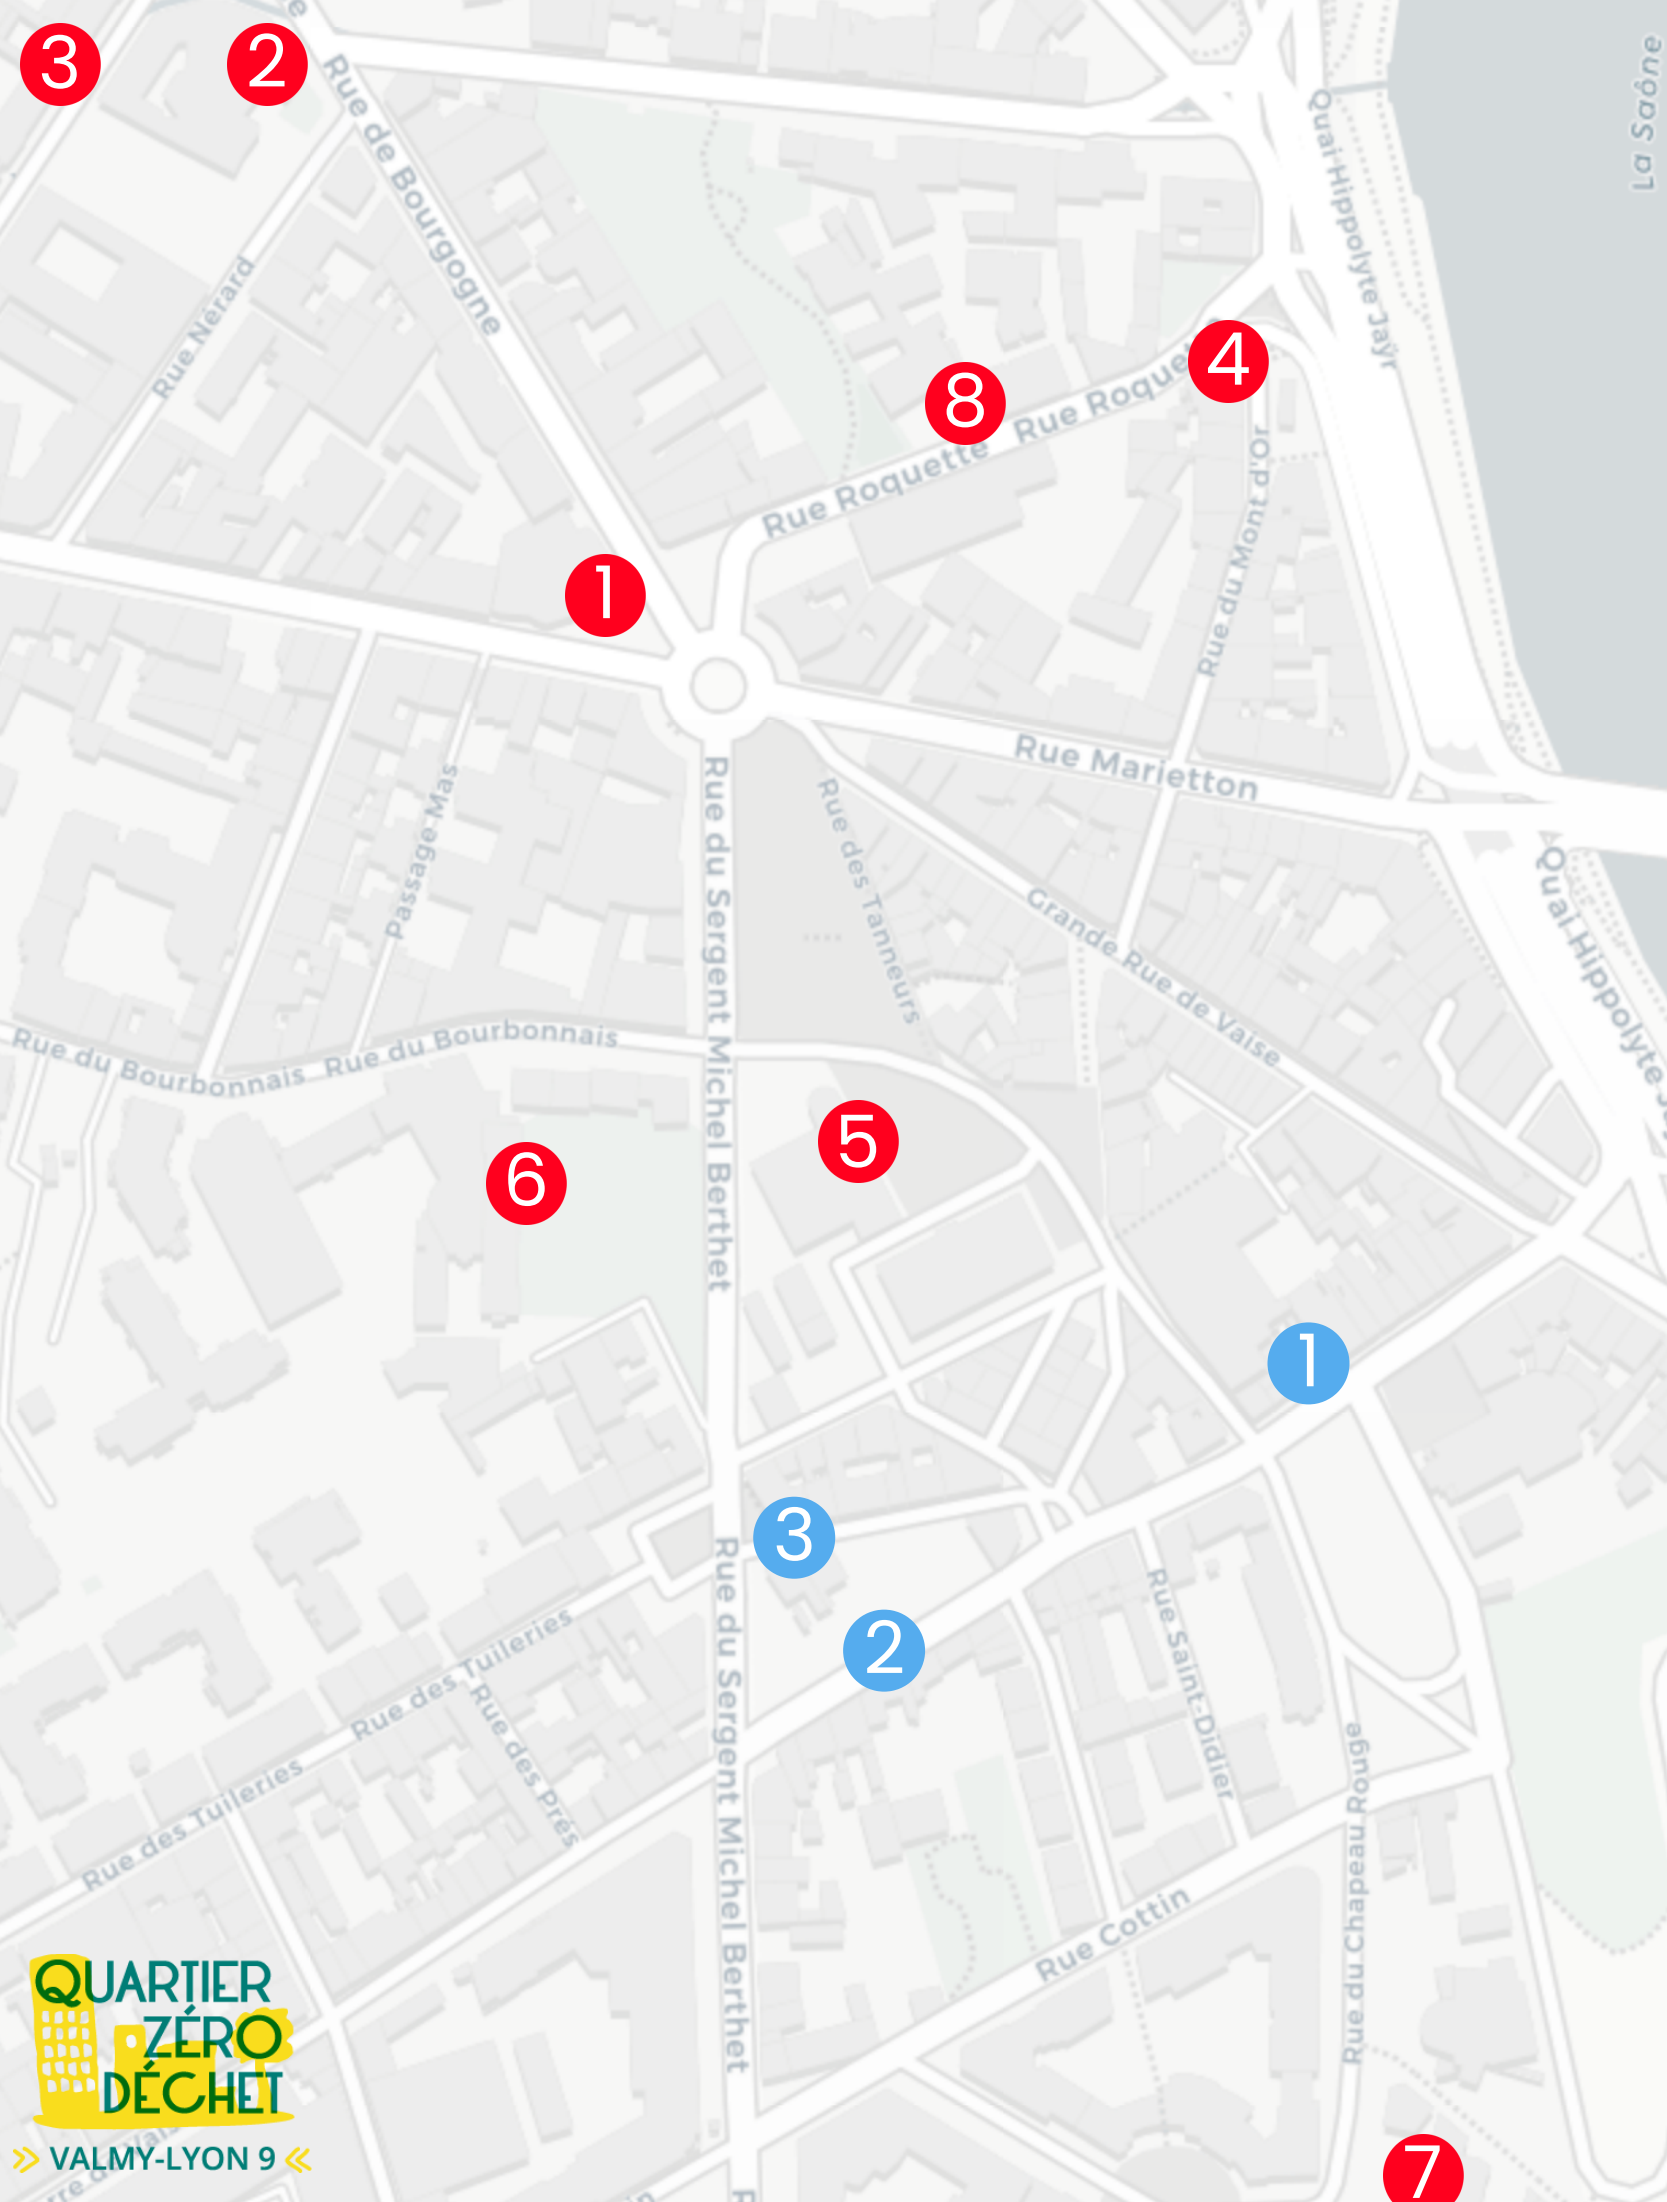 3
2
Rue de Bourgogne
Quai Hippolyte Jaÿr
La Saône
Rue Nérard
4
8
Rue Roquette
Rue Roquette
Rue du Mont d'Or
1
Rue Marietton
Passage Mas
Rue du Sergent Michel Berthet
Rue des Tanneurs
Grande Rue de Vaise
Quai Hippolyte
Rue du Bourbonnais
Rue du Bourbonnais
5
6
1
3
2
Rue du Sergent Michel Berthet
Rue des Tuileries
Rue des Tuileries
Rue des Prés
Rue Saint-Didier
Rue du Chapeau Rouge
Rue Cottin
QUARTIER
ZÉRO
DÉCHET
>> VALMY-LYON 9 <<
7